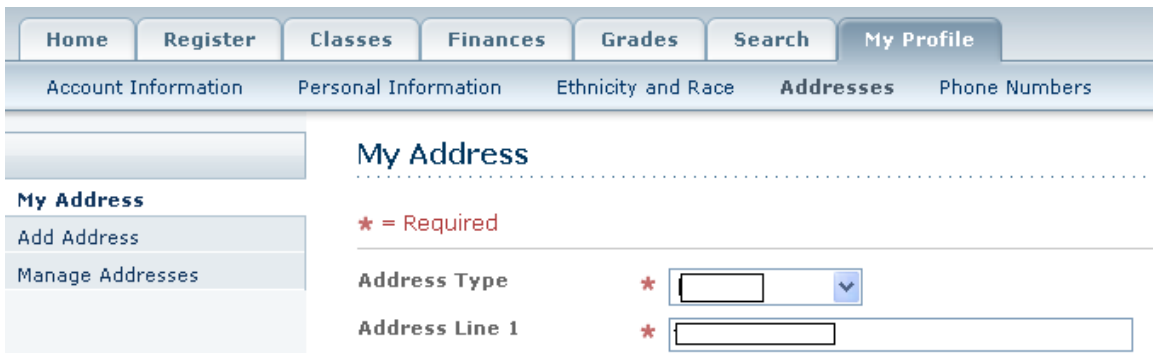 Home Register Classes Finances Grades Search My Profile
Account Information Personal Information Ethnicity and Race Addresses Phone Numbers
My Address
* = Required
My Address
Add Address
Manage Addresses
Address Type *
Address Line 1 *